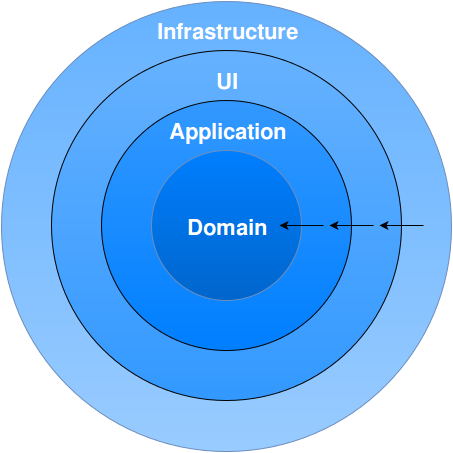 Infrastructure
UI
Application
Domain